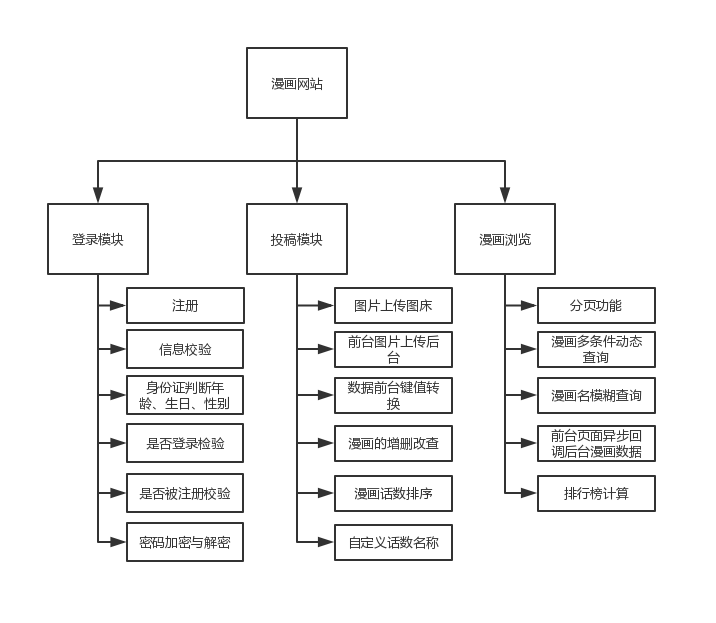 漫画网站
登录模块
投稿模块
漫画浏览
注册
信息校验
身份证判断年
龄、生日、性别
是否登录检验
是否被注册校验
密码加密与解密
图片上传图床
前台图片上传后
台
数据前台键值转
换
漫画的增删改查
漫画话数排序
自定义话数名称
分页功能
漫画多条件动态
查询
漫画名模糊查询
前台页面异步回
调后台漫画数据
排行榜计算